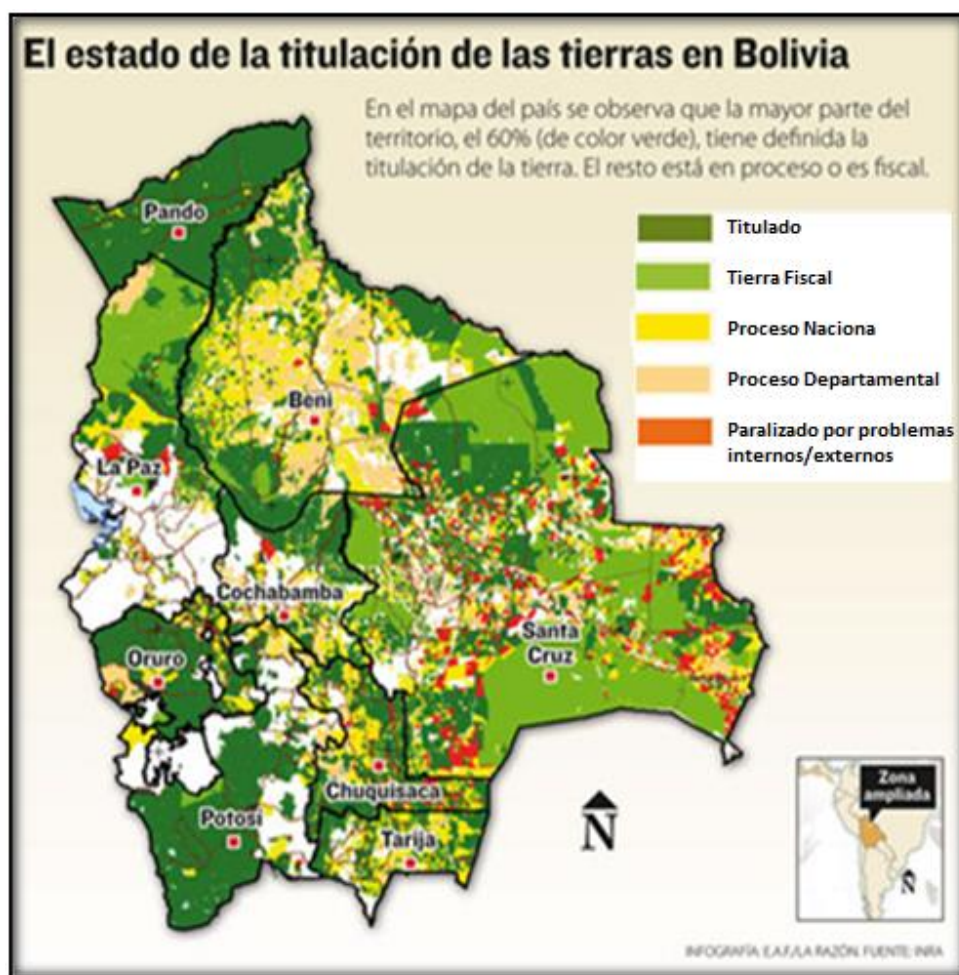 El estado de la titulación de las tierras en Bolivia
En el mapa del país se observa que la mayor parte del
territorio, el 60% (de color verde), tiene definida la
titulación de la tierra. El resto está en proceso o es fiscal.
Titulado
Tierra Fiscal
Proceso Naciona
Proceso Departamental
Paralizado por problemas
internos/externos
Pando
Beni
La Paz
Cochabamba
Santa
Cruz
Oruro
Chuquisaca
Potosí
Tarija
N
Zona
ampliada
N
INFOGRAFÍA: E.A.F./LA RAZÓN. FUENTE: INRA